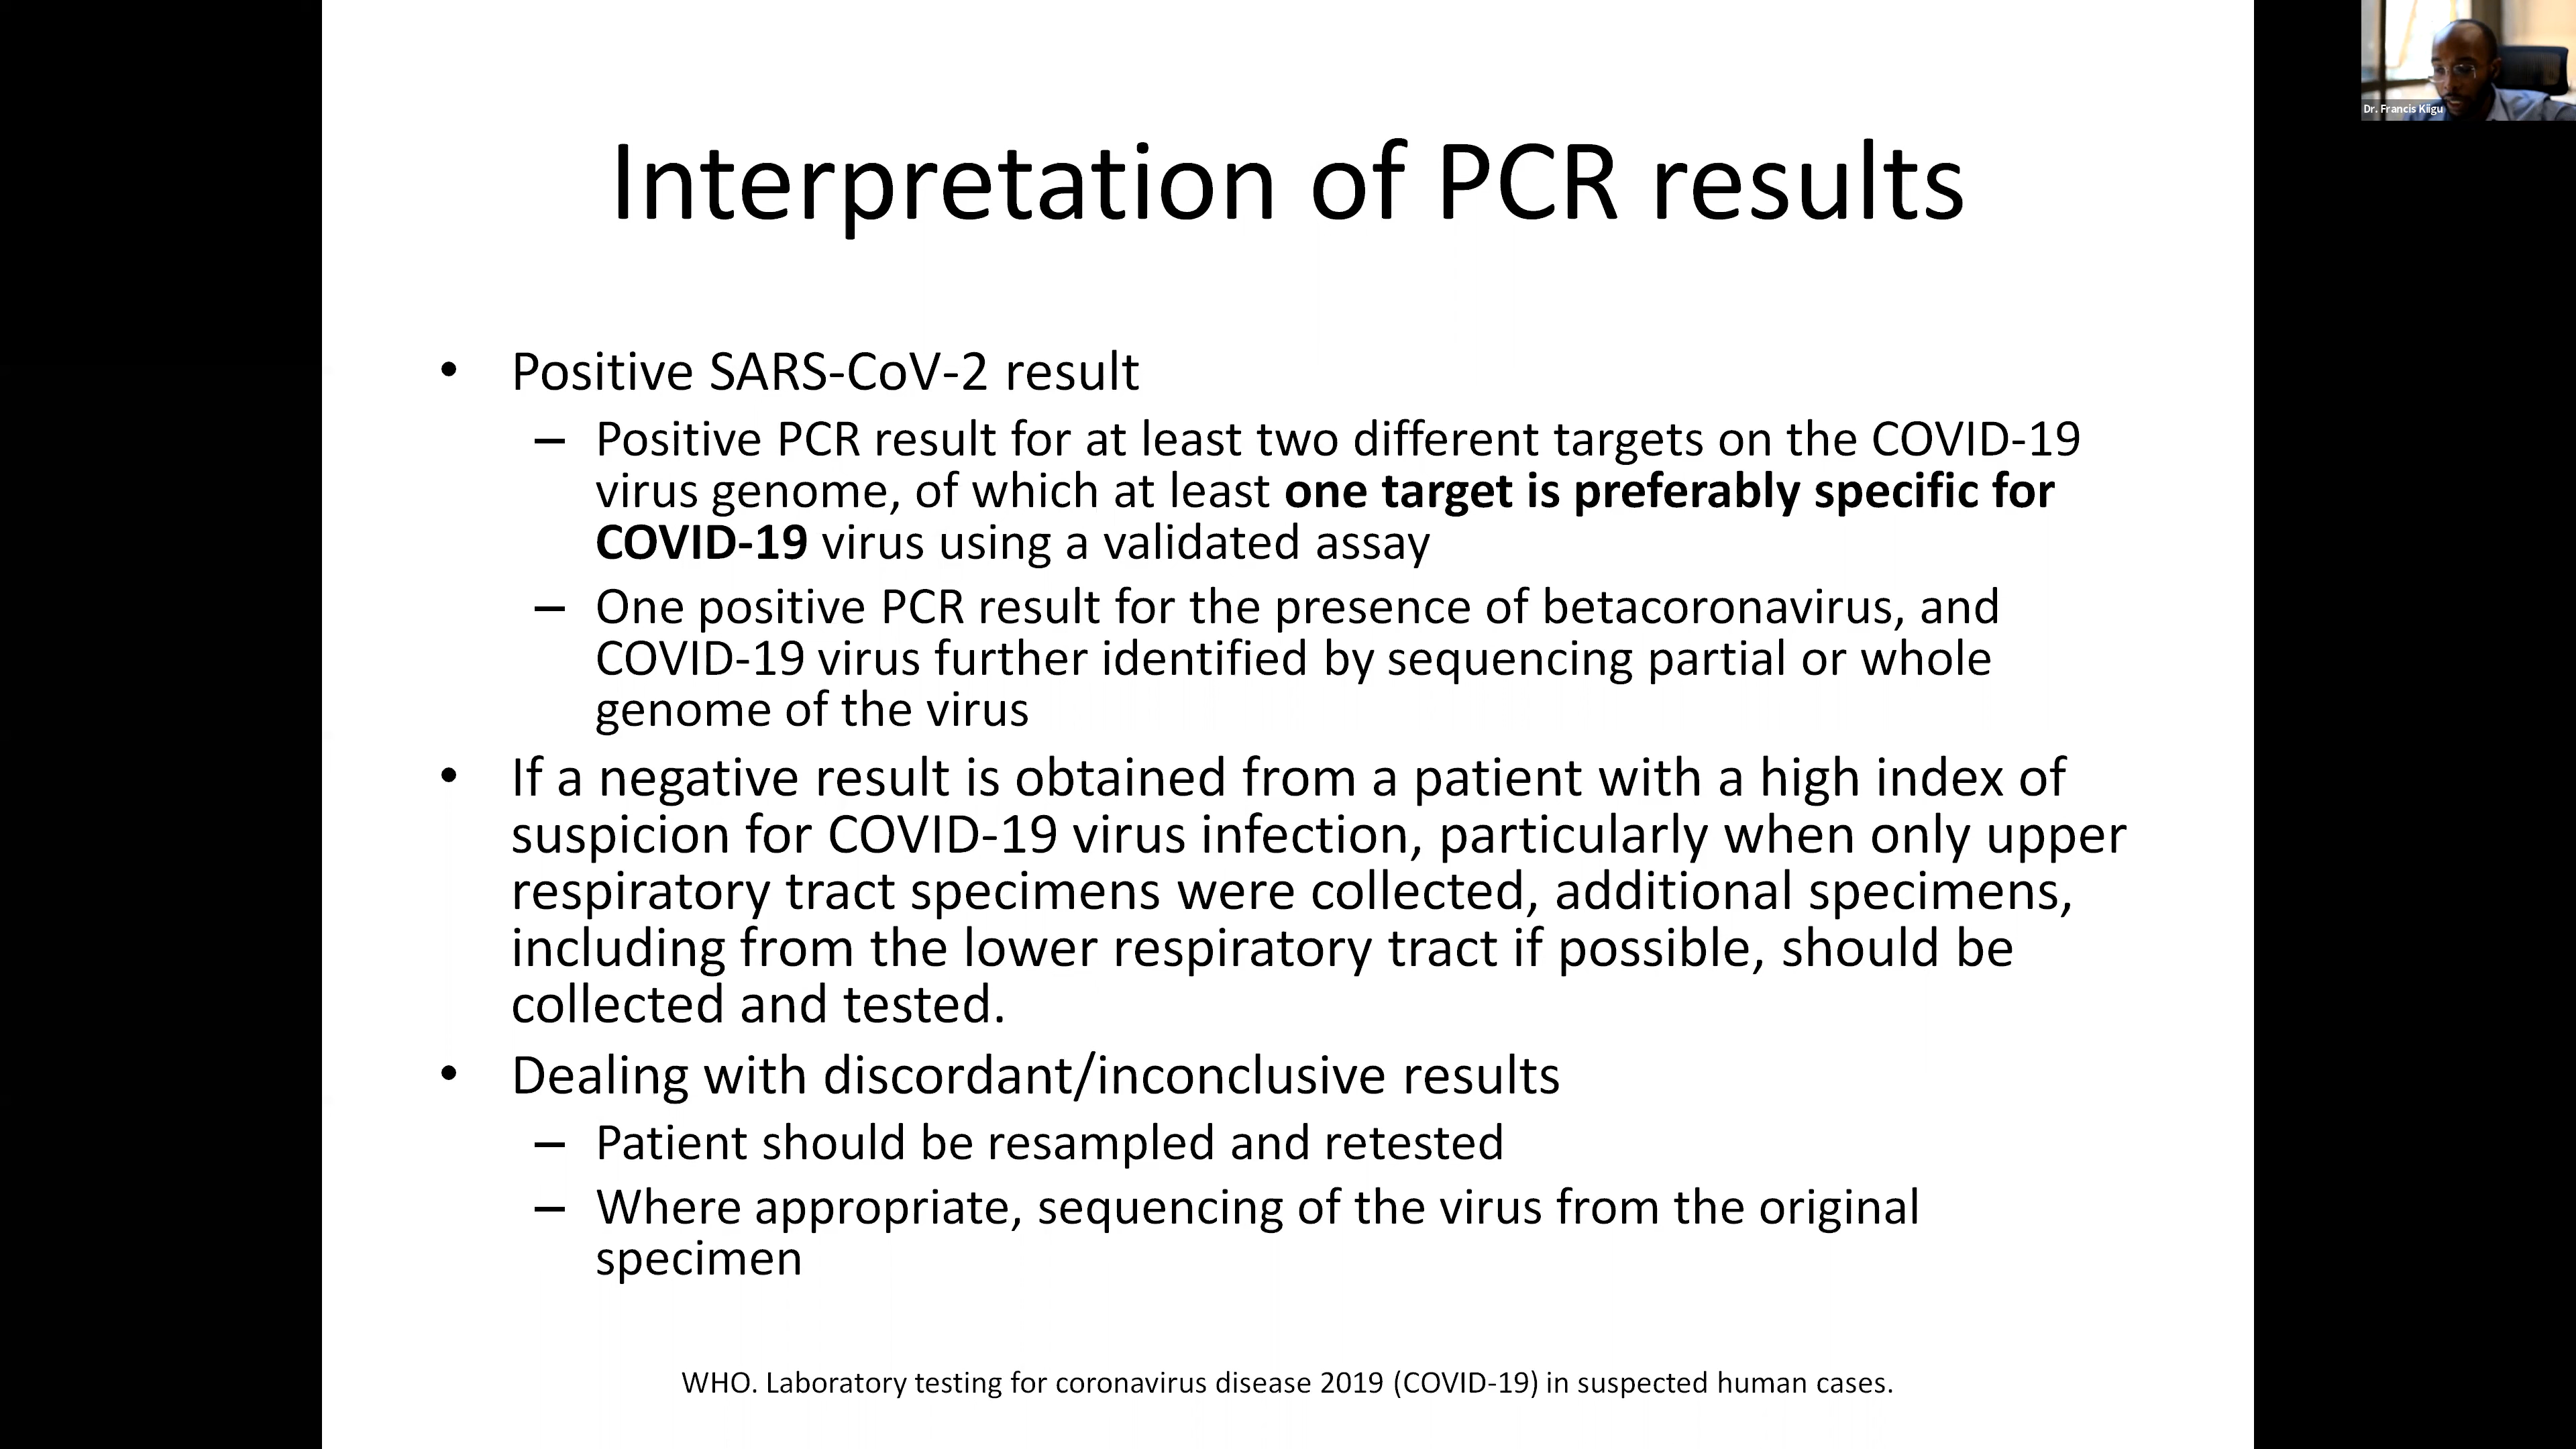 Interpretation of PCR results
• Positive SARS-CoV-2 result
– Positive PCR result for at least two different targets on the COVID-19
virus genome, of which at least one target is preferably specific for
COVID-19 virus using a validated assay
– One positive PCR result for the presence of betacoronavirus, and
COVID-19 virus further identified by sequencing partial or whole
genome of the virus
• If a negative result is obtained from a patient with a high index of
suspicion for COVID-19 virus infection, particularly when only upper
respiratory tract specimens were collected, additional specimens,
including from the lower respiratory tract if possible, should be
collected and tested.
• Dealing with discordant/inconclusive results
– Patient should be resampled and retested
– Where appropriate, sequencing of the virus from the original
specimen
WHO. Laboratory testing for coronavirus disease 2019 (COVID-19) in suspected human cases.
Dr. Francis Kiigu